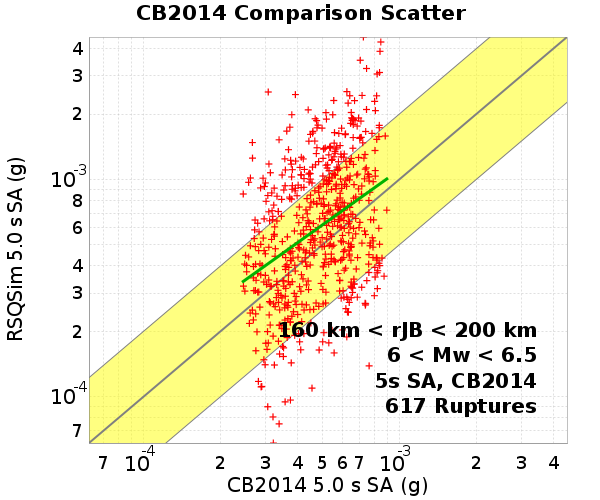 CB2014 Comparison Scatter
RSQSim 5.0 s SA (g)
4
3
2
10-3
8
6
4
3
2
10-4
7
160 km < rJB < 200 km
6 < Mw < 6.5
5s SA, CB2014
617 Ruptures
7 10-4 2 3 4 5 6 7 10-3 2 3 4
CB2014 5.0 s SA (g)